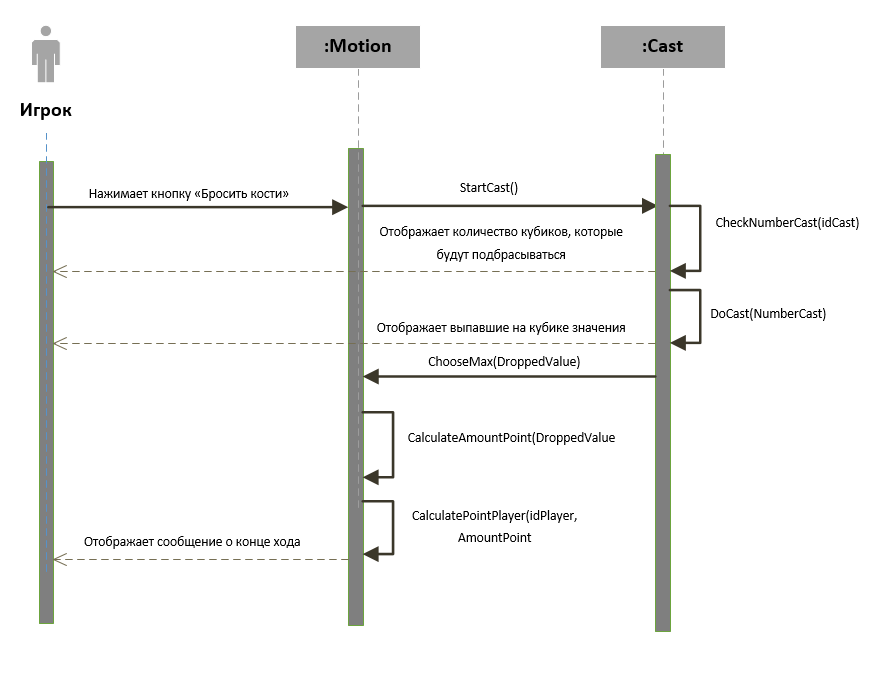 :Motion
:Cast
Игрок
Нажимает кнопку «Бросить кости»
StartCast()
CheckNumberCast(idCast)
Отображает количество кубиков, которые
будут подбрасываться
DoCast(NumberCast)
Отображает выпавшие на кубике значения
ChooseMax(DroppedValue)
CalculateAmountPoint(DroppedValue
CalculatePointPlayer(idPlayer,
AmountPoint
Отображает сообщение о конце хода